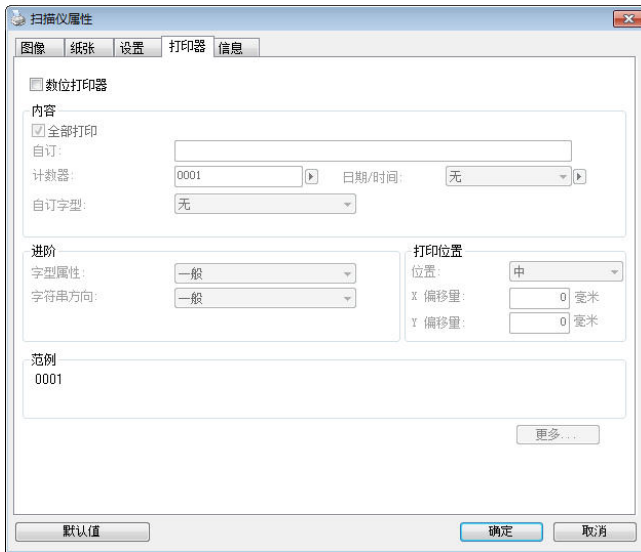 扫描仪属性
图像 纸张 设置 打印器 信息
数位打印器
内容
全部打印
自订:
计数器: 0001 日期/时间: 无
自订字型: 无
进阶
字型属性: 一般
字符串方向: 一般
打印位置
位置: 中
X 偏移量: 0 毫米
Y 偏移量: 0 毫米
范例
0001
更多...
默认值 确定 取消